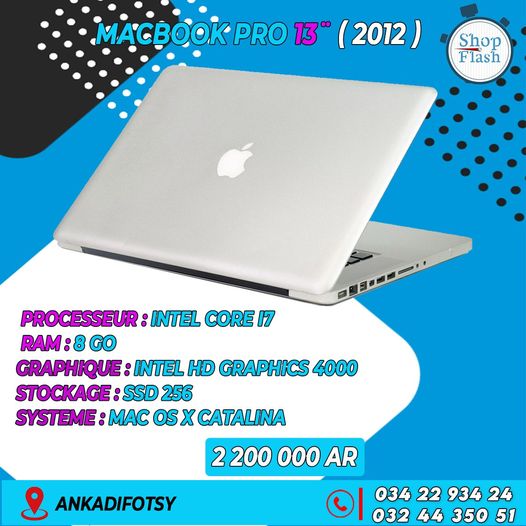 MACBOOK PRO 13¨ ( 2012 )
Shop
Flash
PROCESSEUR : INTEL CORE I7
RAM : 8 GO
GRAPHIQUE : INTEL HD GRAPHICS 4000
STOCKAGE : SSD 256
SYSTEME : MAC OS X CATALINA
2 200 000 AR
ANKADIFOTSY
034 22 934 24
032 44 350 51